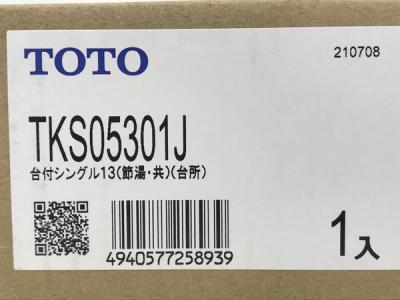 TOTO
210708
TKS05301J
台付シングル13(節湯・共)(台所)
4940577258939
1入